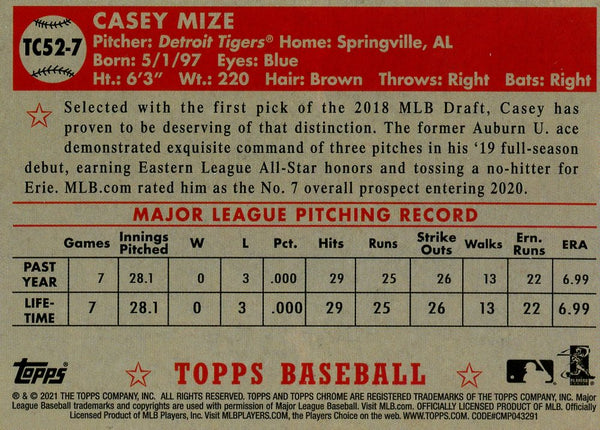 TC52-7
CASEY MIZE
Pitcher: Detroit Tigers® Home: Springville, AL
Born: 5/1/97 Eyes: Blue
Ht.: 6'3" Wt.: 220 Hair: Brown Throws: Right Bats: Right
Selected with the first pick of the 2018 MLB Draft, Casey has
proven to be deserving of that distinction. The former Auburn U. ace
demonstrated exquisite command of three pitches in his '19 full-season
debut, earning Eastern League All-Star honors and tossing a no-hitter for
Erie. MLB.com rated him as the No. 7 overall prospect entering 2020.
MAJOR LEAGUE PITCHING RECORD
Games Innings Pitched W L Pct. Hits Runs Strike Outs Walks Ern. Runs ERA
PAST YEAR 7 28.1 0 3 .000 29 25 26 13 22 6.99
LIFE-TIME 7 28.1 0 3 .000 29 25 26 13 22 6.99
Topps TOPPS BASEBALL
® & © 2021 THE TOPPS COMPANY, INC. ALL RIGHTS RESERVED. TOPPS AND TOPPS CHROME ARE REGISTERED TRADEMARKS OF THE TOPPS COMPANY, INC. Major
League Baseball trademarks and copyrights are used with permission of Major League Baseball. Visit MLB.com. OFFICIALLY LICENSED PRODUCT OF MLB. Officially
Licensed Product of MLB Players, Inc. Visit MLBPLAYERS.COM, the Players Choice on the web. WWW.TOPPS.COM. CODE#CMP043291